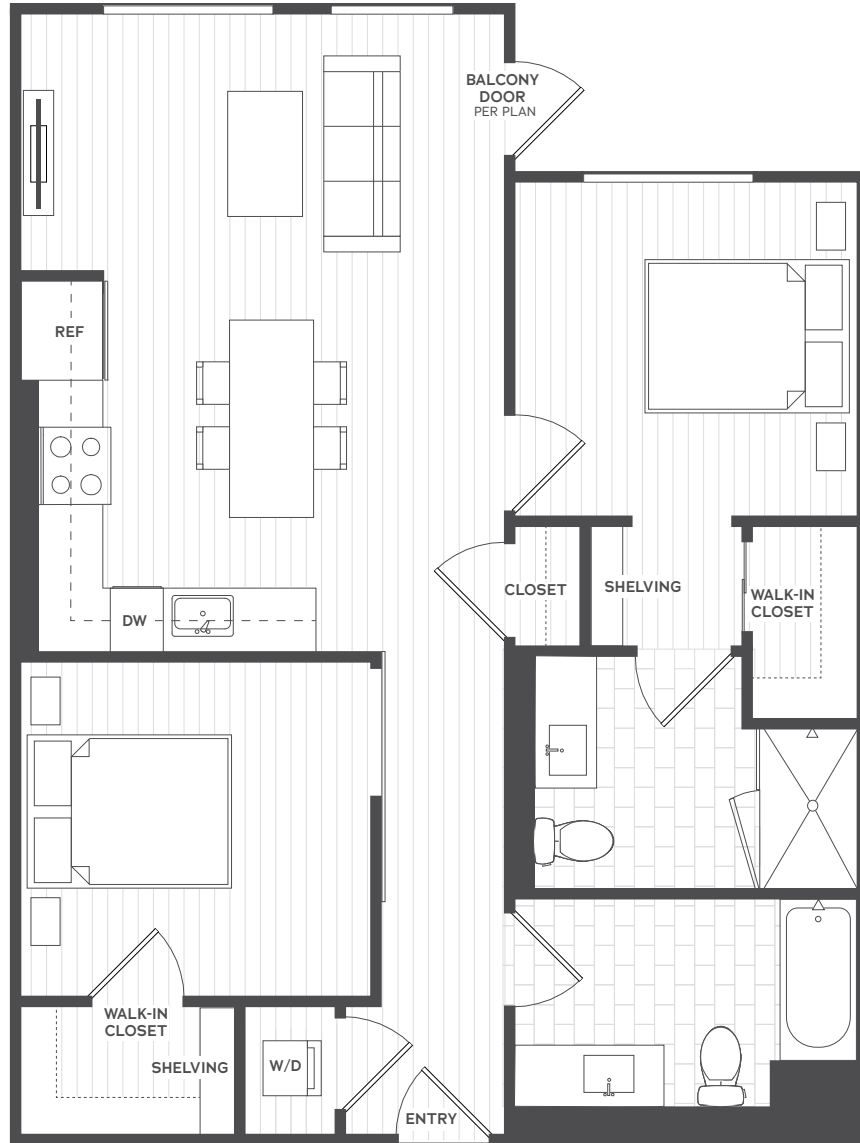 BALCONY
DOOR
PER PLAN
REF
DW
CLOSET
SHELVING
WALK-IN
CLOSET
WALK-IN
CLOSET
SHELVING
W/D
ENTRY